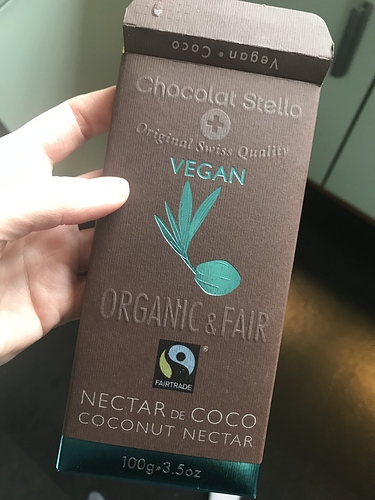 Vegan • Coco
Chocolat Stella
Original Swiss Quality
VEGAN
ORGANIC & FAIR
®
FAIRTRADE
NECTAR DE COCO
COCONUT NECTAR
100g℮3,5oz